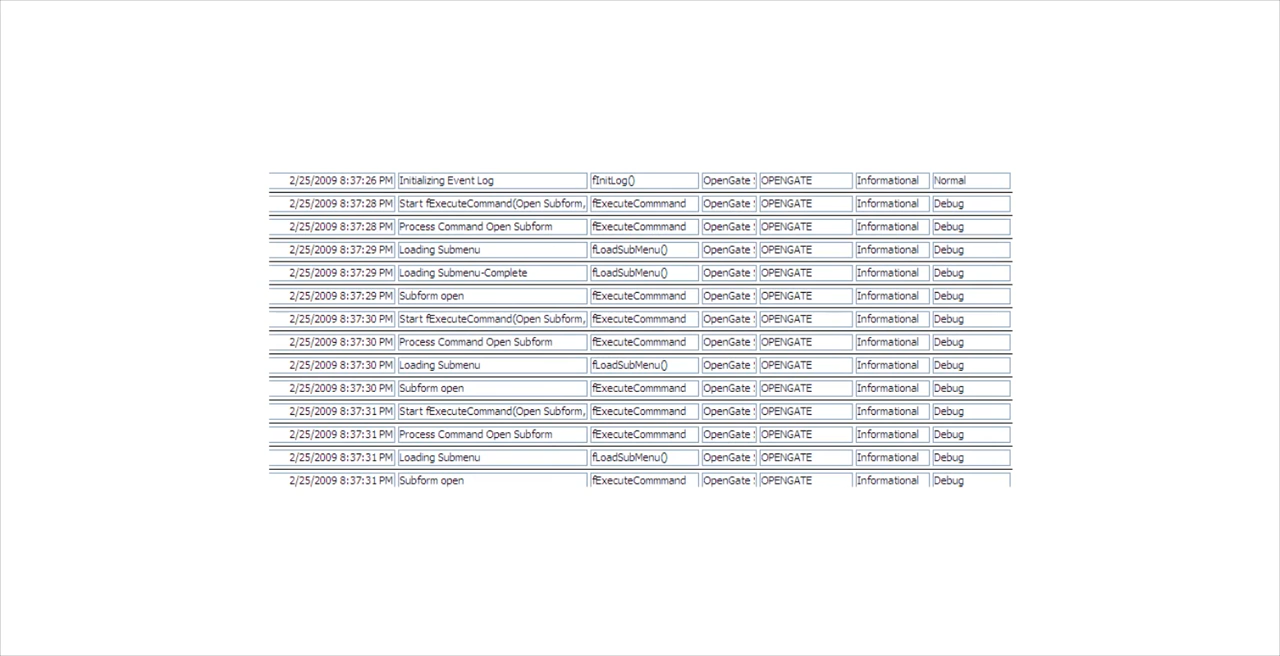 2/25/2009 8:37:26 PM Initializing Event Log fInitLog() OpenGate OPENGATE Informational Normal
2/25/2009 8:37:28 PM Start fExecuteCommand(Open Subform, fExecuteCommmand OpenGate OPENGATE Informational Debug
2/25/2009 8:37:28 PM Process Command Open Subform fExecuteCommmand OpenGate OPENGATE Informational Debug
2/25/2009 8:37:29 PM Loading Submenu fLoadSubMenu() OpenGate OPENGATE Informational Debug
2/25/2009 8:37:29 PM Loading Submenu-Complete fLoadSubMenu() OpenGate OPENGATE Informational Debug
2/25/2009 8:37:29 PM Subform open fExecuteCommmand OpenGate OPENGATE Informational Debug
2/25/2009 8:37:30 PM Start fExecuteCommand(Open Subform, fExecuteCommmand OpenGate OPENGATE Informational Debug
2/25/2009 8:37:30 PM Process Command Open Subform fExecuteCommmand OpenGate OPENGATE Informational Debug
2/25/2009 8:37:30 PM Loading Submenu fLoadSubMenu() OpenGate OPENGATE Informational Debug
2/25/2009 8:37:30 PM Subform open fExecuteCommmand OpenGate OPENGATE Informational Debug
2/25/2009 8:37:31 PM Start fExecuteCommand(Open Subform, fExecuteCommmand OpenGate OPENGATE Informational Debug
2/25/2009 8:37:31 PM Process Command Open Subform fExecuteCommmand OpenGate OPENGATE Informational Debug
2/25/2009 8:37:31 PM Loading Submenu fLoadSubMenu() OpenGate OPENGATE Informational Debug
2/25/2009 8:37:31 PM Subform open fExecuteCommmand OpenGate OPENGATE Informational Debug